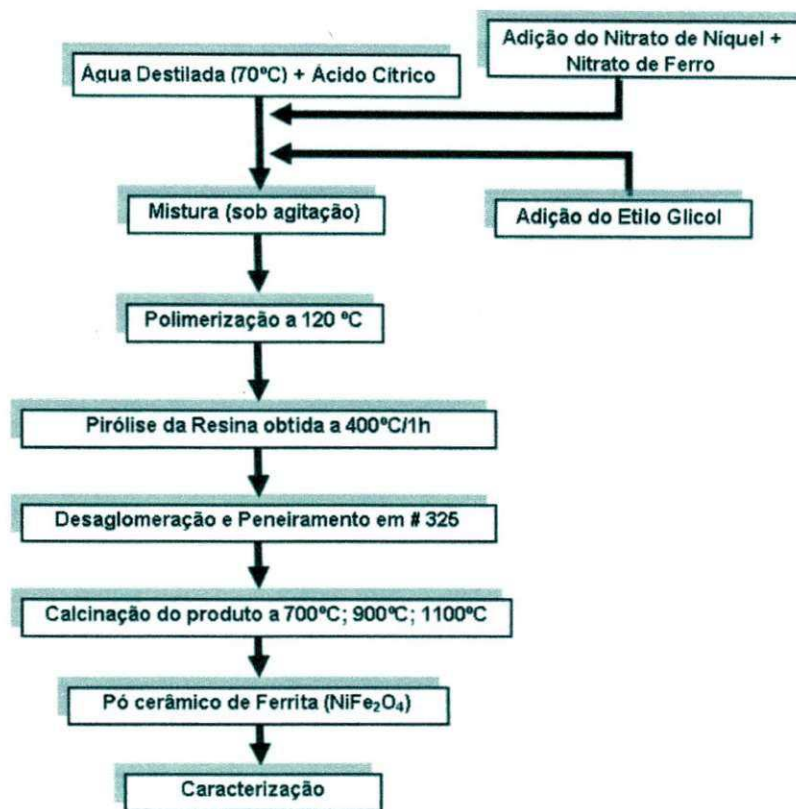 Água Destilada (70ºC) + Ácido Cítrico
Adição do Nitrato de Níquel +
Nitrato de Ferro
Mistura (sob agitação)
Adição do Etilo Glicol
Polimerização a 120 ºC
Pirólise da Resina obtida a 400ºC/1h
Desaglomeração e Peneiramento em # 325
Calcinação do produto a 700ºC; 900ºC; 1100ºC
Pó cerâmico de Ferrita (NiFe₂O₄)
Caracterização